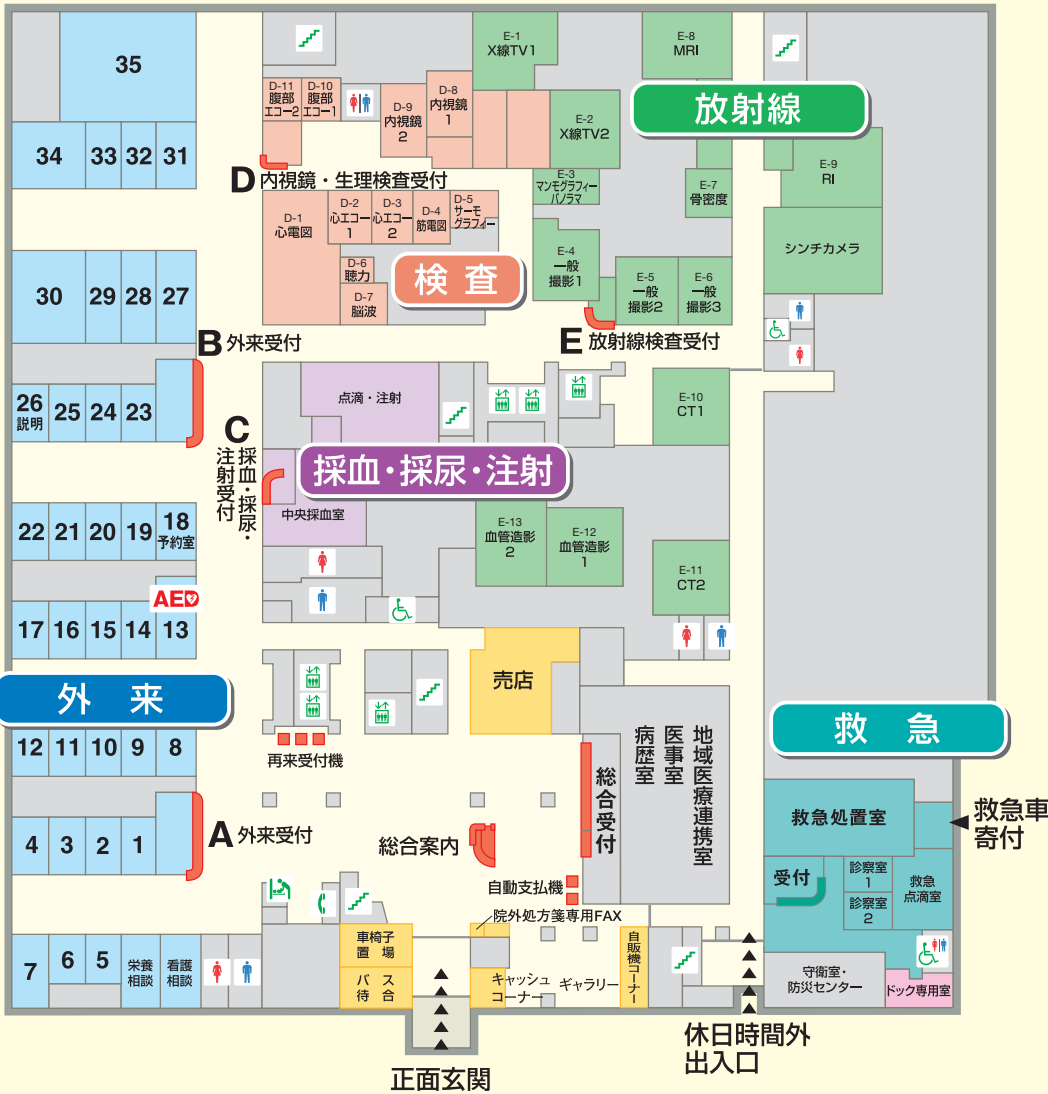 35
E-1
X線TV1
E-8
MRI
放射線
D-11
腹部
エコー2
D-10
腹部
エコー1
D-9
内視鏡
2
D-8
内視鏡
1
E-2
X線TV2
34
33
32
31
E-9
RI
D 内視鏡・生理検査受付
E-3
マンモグラフィー
パノラマ
E-7
骨密度
D-1
心電図
D-2
心エコー
1
D-3
心エコー
2
D-4
筋電図
D-5
サーモ
グラフィー
シンチカメラ
30
29
28
27
D-6
聴力
D-7
脳波
検査
E-4
一般
撮影1
E-5
一般
撮影2
E-6
一般
撮影3
B 外来受付
E 放射線検査受付
26
説明
25
24
23
点滴・注射
E-10
CT1
C
採血・採尿・
注射受付
採血・採尿・注射
中央採血室
22
21
20
19
18
予約室
E-13
血管造影
2
E-12
血管造影
1
E-11
CT2
AED
17
16
15
14
13
外来
売店
救急
12
11
10
9
8
再来受付機
総合受付
病歴室
医事室
地域医療連携室
救急処置室
救急車
寄付
4
3
2
1
A 外来受付
総合案内
受付
診察室
1
診察室
2
救急
点滴室
自動支払機
院外処方箋専用FAX
車椅子
置場
バス
待合
キャッシュ
コーナー
ギャラリー
自販機コーナー
7
6
5
栄養
相談
看護
相談
守衛室・
防災センター
ドック専用室
休日時間外
出入口
正面玄関